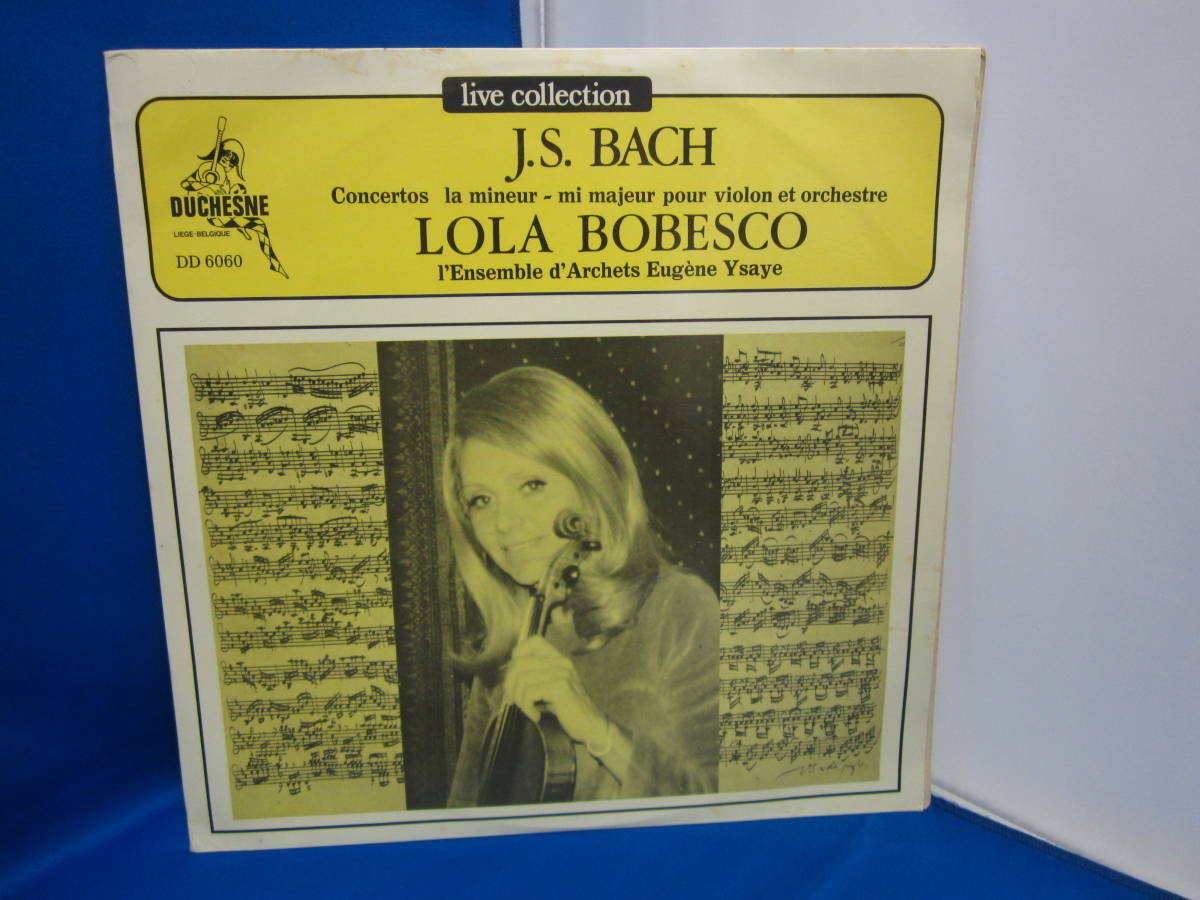 live collection
J.S. BACH
Concertos la mineur - mi majeur pour violon et orchestre
LOLA BOBESCO
l'Ensemble d'Archets Eugène Ysaye
DUCHESNE
LIEGE-BELGIQUE
DD 6060